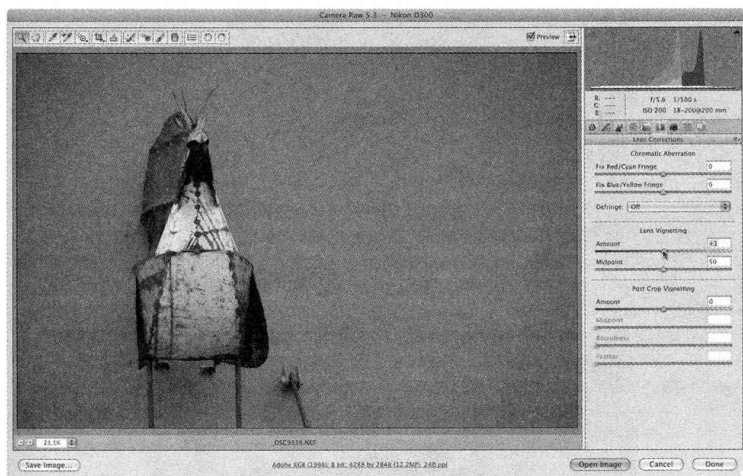 Camera Raw 5.3 - Nikon D300
Preview
R: ---
G: ---
B: ---
f/5.6 1/500 s
ISO 200 18-200@200 mm
Lens Corrections
Chromatic Aberration
Fix Red/Cyan Fringe 0
Fix Blue/Yellow Fringe 0
Defringe: Off
Lens Vignetting
Amount +1
Midpoint 50
Post Crop Vignetting
Amount 0
Midpoint
Roundness
Feather
23.1%
_DSC9338.NEF
Save Image...
Adobe RGB (1998); 8 bit; 4288 by 2848 (12.2MP); 240 ppi
Open Image
Cancel
Done